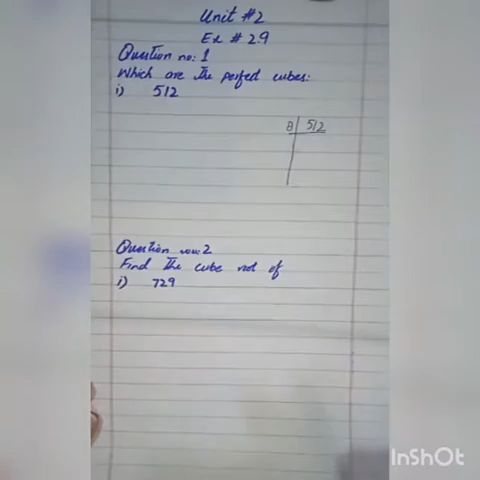 Unit #2
Ex # 2.9
Question no: 1
Which are the perfect cubes:
i) 512
8 512
Question no: 2
Find the cube root of
i) 729
InShOt